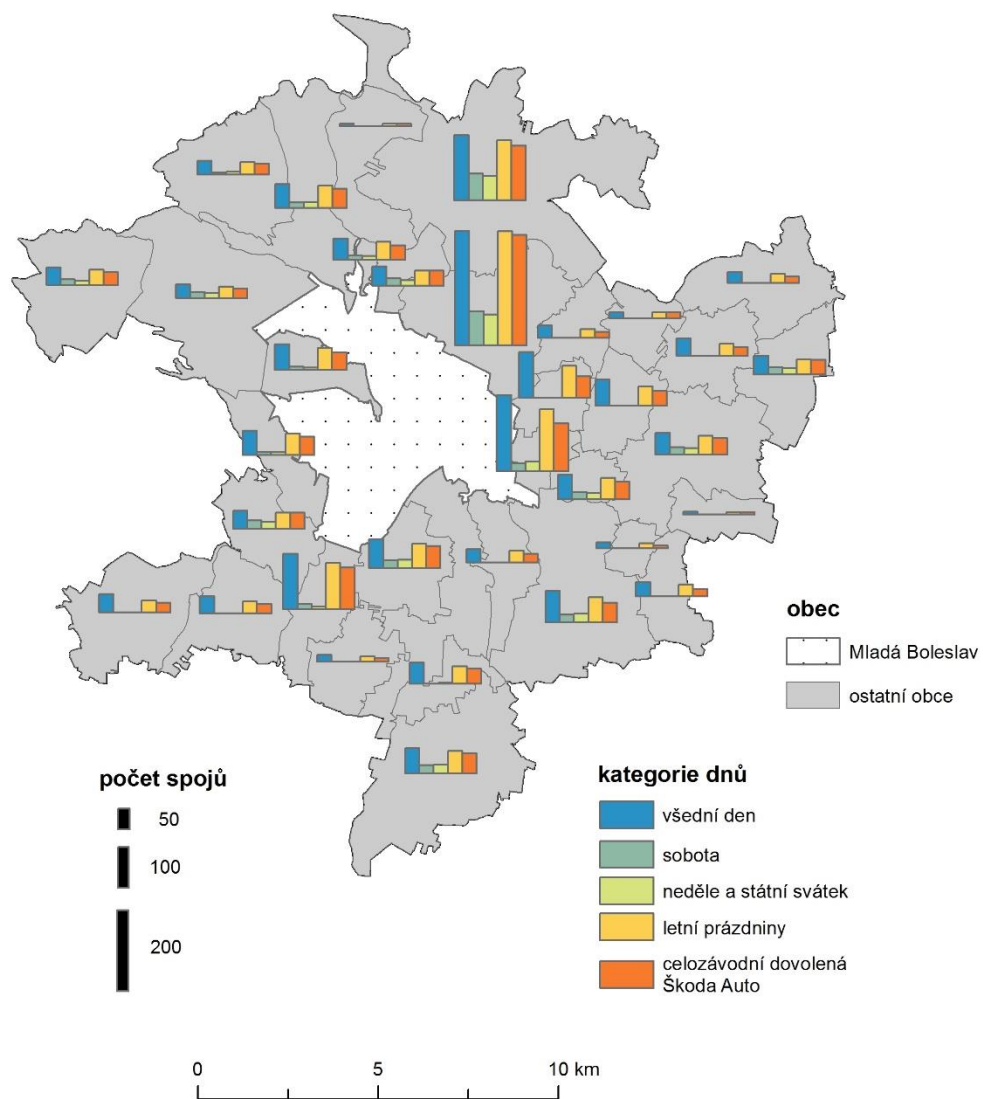 obec
Mladá Boleslav
ostatní obce
počet spojů
50
100
200
kategorie dnů
všední den
sobota
neděle a státní svátek
letní prázdniny
celozávodní dovolená
Škoda Auto
0 5 10 km